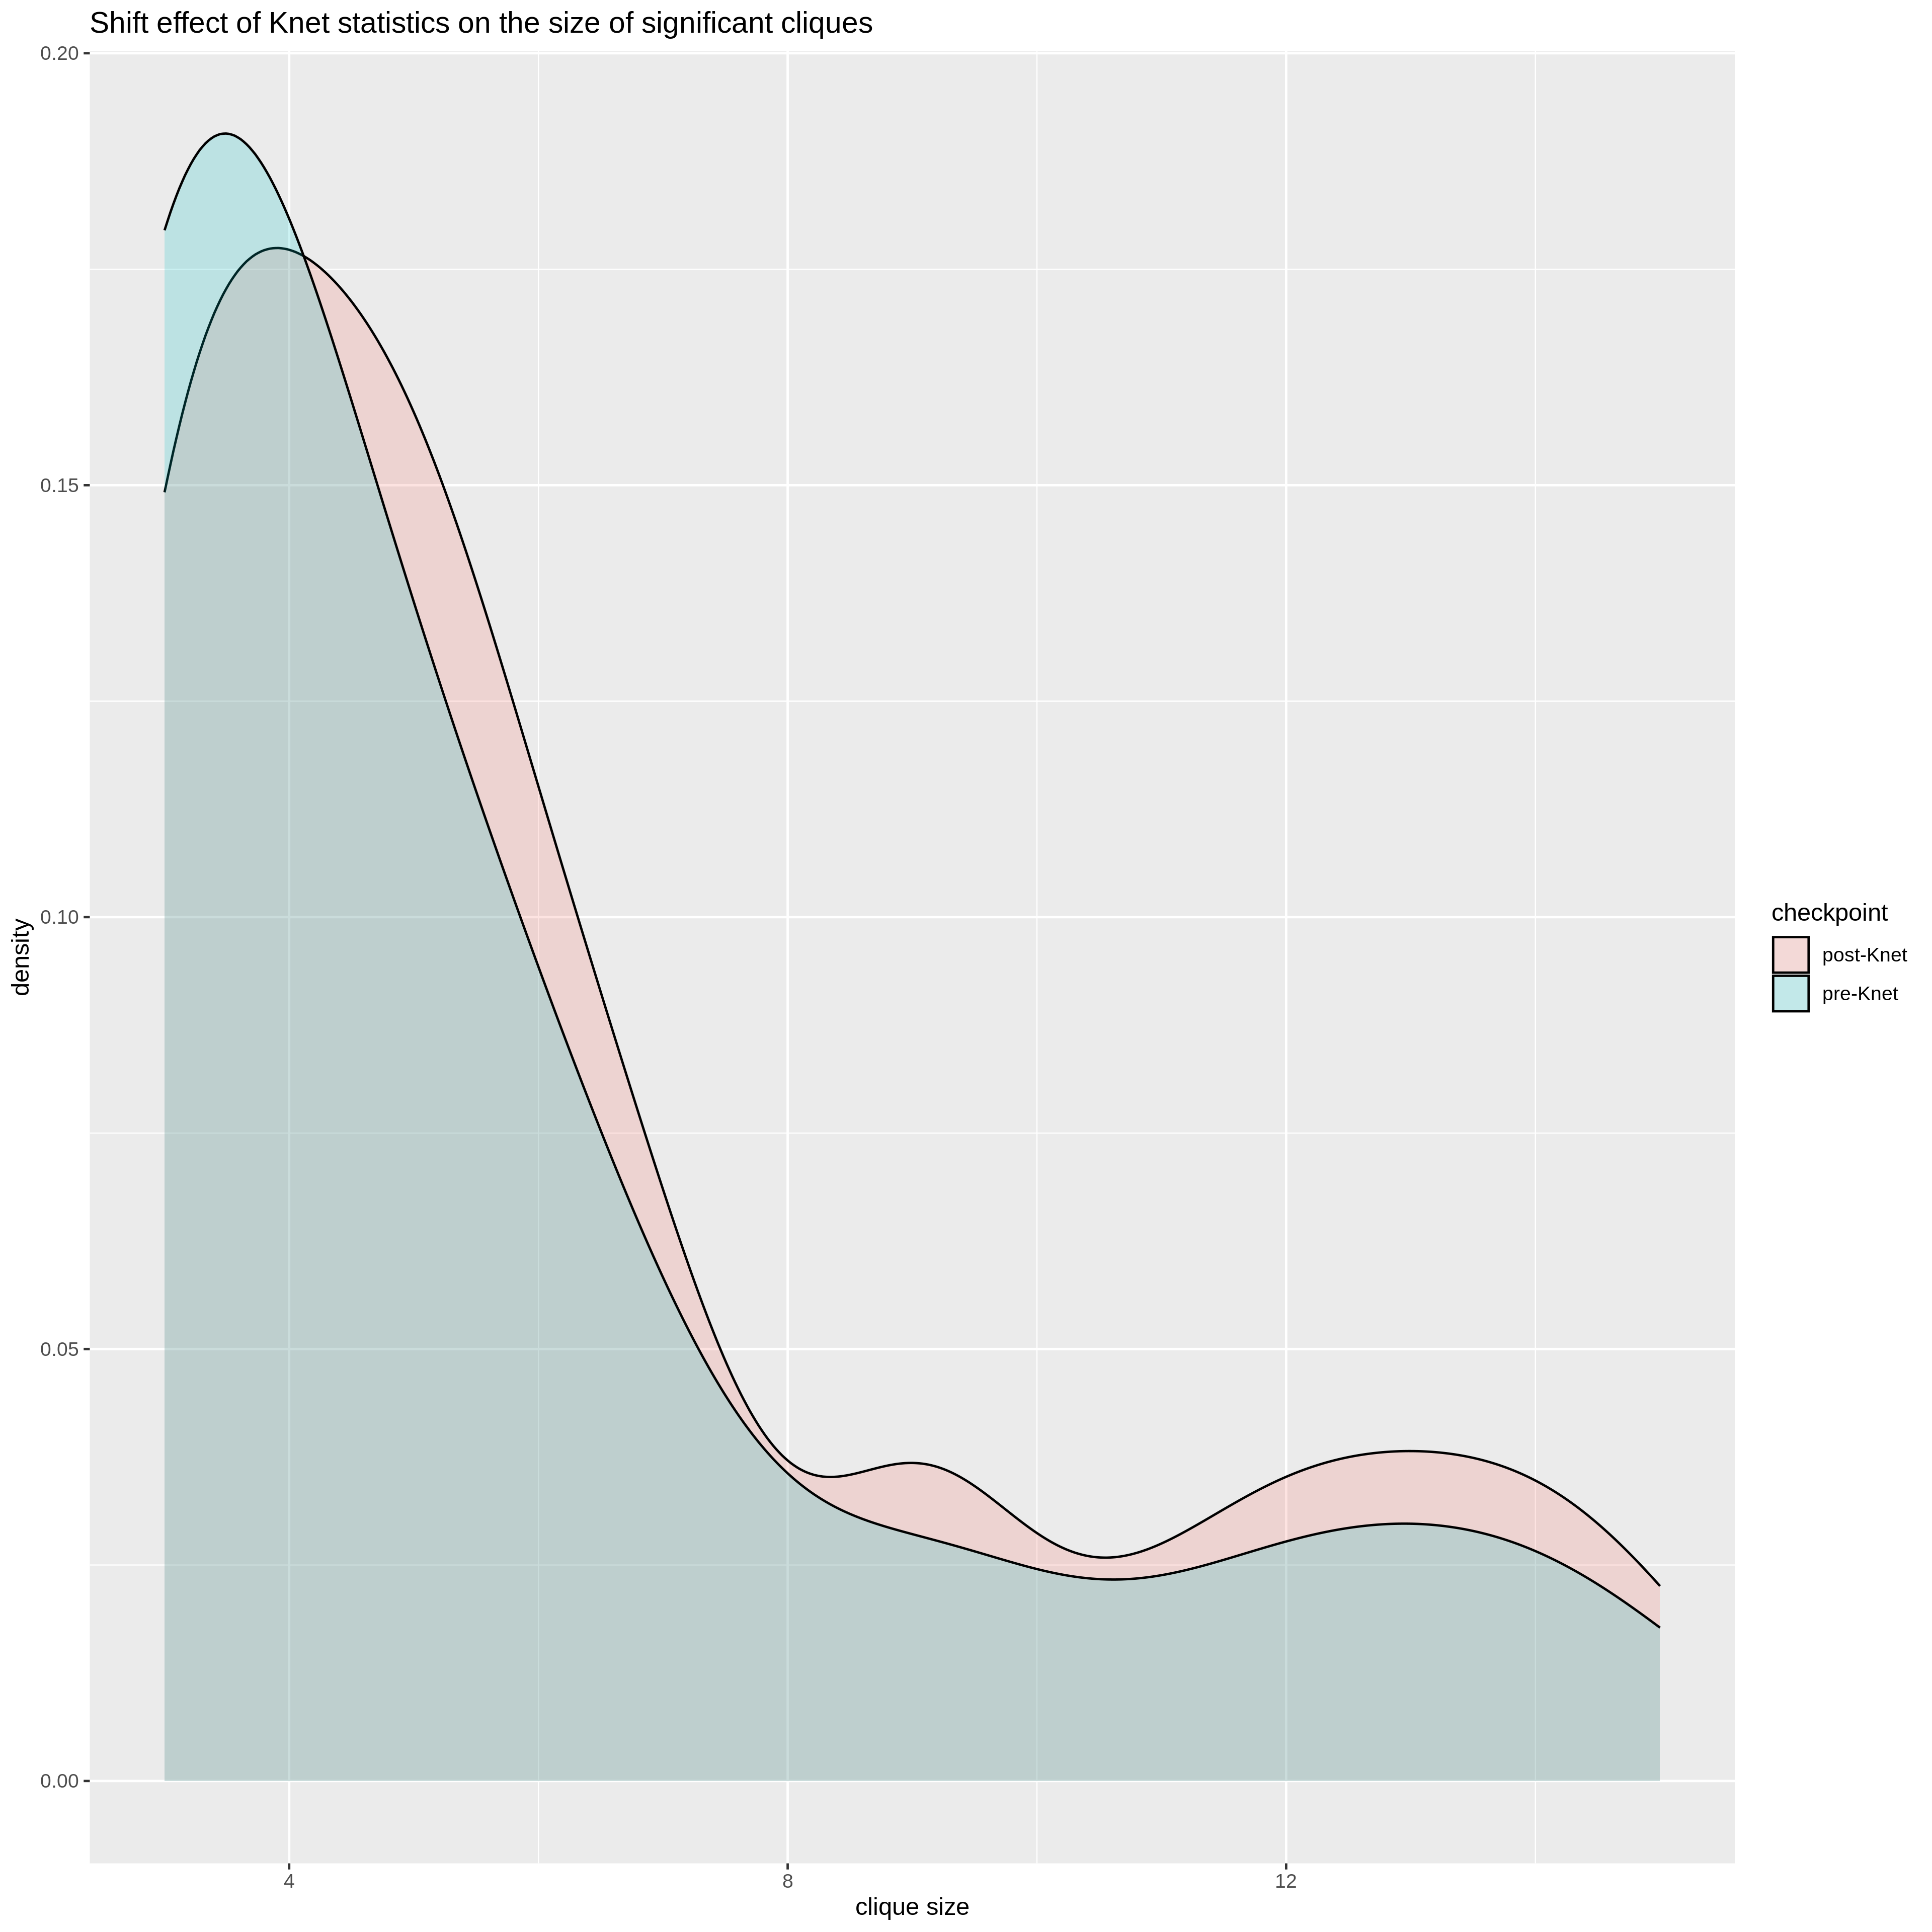 Shift effect of Knet statistics on the size of significant cliques
0.20
0.15
0.10
0.05
0.00
density
4 8 12
clique size
checkpoint
post-Knet
pre-Knet